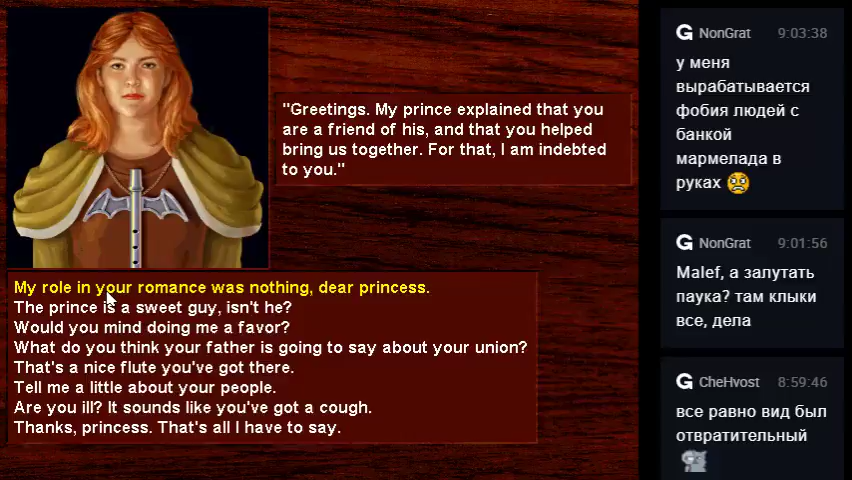 "Greetings. My prince explained that you
are a friend of his, and that you helped
bring us together. For that, I am indebted
to you."
My role in your romance was nothing, dear princess.
The prince is a sweet guy, isn't he?
Would you mind doing me a favor?
What do you think your father is going to say about your union?
That's a nice flute you've got there.
Tell me a little about your people.
Are you ill? It sounds like you've got a cough.
Thanks, princess. That's all I have to say.
G NonGrat 9:03:38
у меня
вырабатывается
фобия людей с
банкой
мармелада в
руках
G NonGrat 9:01:56
Malef, а залутать
паука? там клыки
все, дела
G CheHvost 8:59:46
все равно вид был
отвратительный